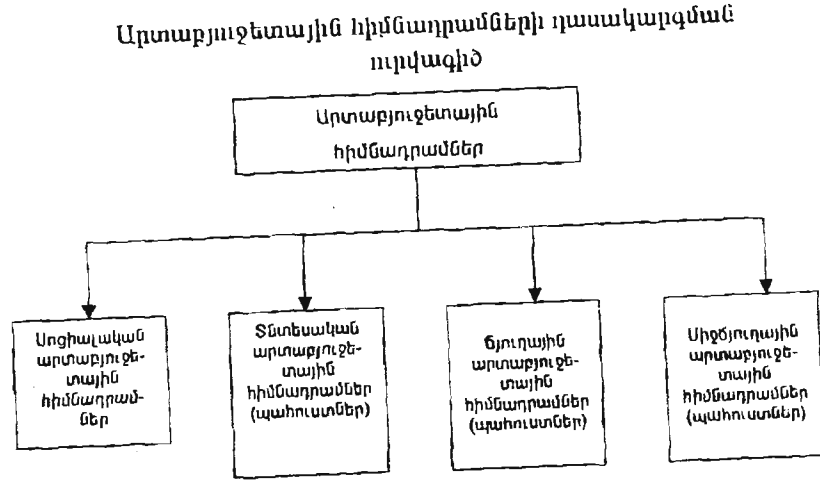 Արտաբյուջետային հիմնադրամների դասակարգման
ուրվագիծ
Արտաբյուջետային
հիմնադրամներ
Սոցիալական
արտաբյուջե-
տային
հիմնադրամ-
ներ
Տնտեսական
արտաբյուջե-
տային
հիմնադրամներ
(պահուստներ)
Ճյուղային
արտաբյուջե-
տային
հիմնադրամներ
(պահուստներ)
Միջճյուղային
արտաբյուջե-
տային
հիմնադրամներ
(պահուստներ)